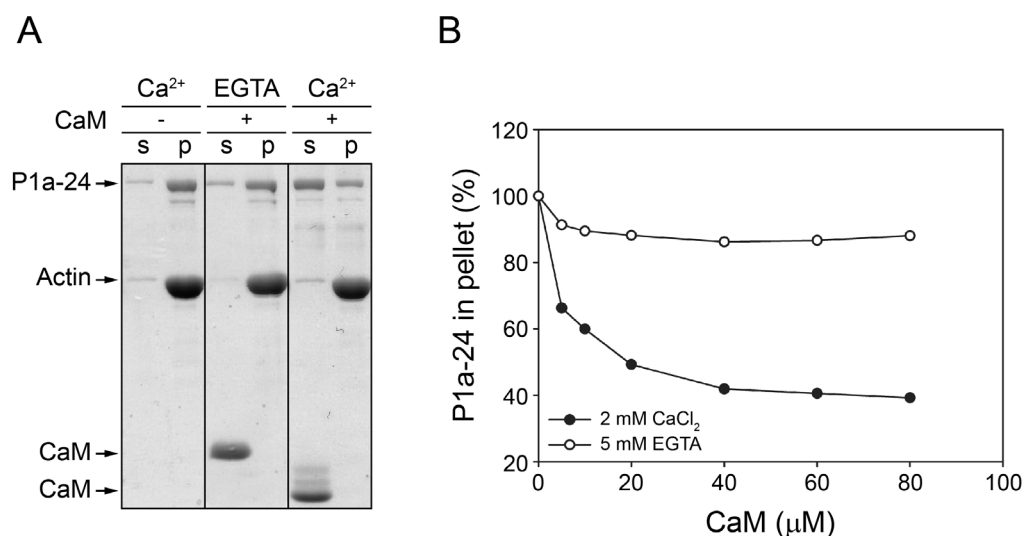 A
Ca²⁺ EGTA Ca²⁺
CaM - + +
s p s p s p
P1a-24
Actin
CaM
CaM
B
120
100
80
60
40
20
P1a-24 in pellet (%)
2 mM CaCl₂
5 mM EGTA
0 20 40 60 80 100
CaM (μM)